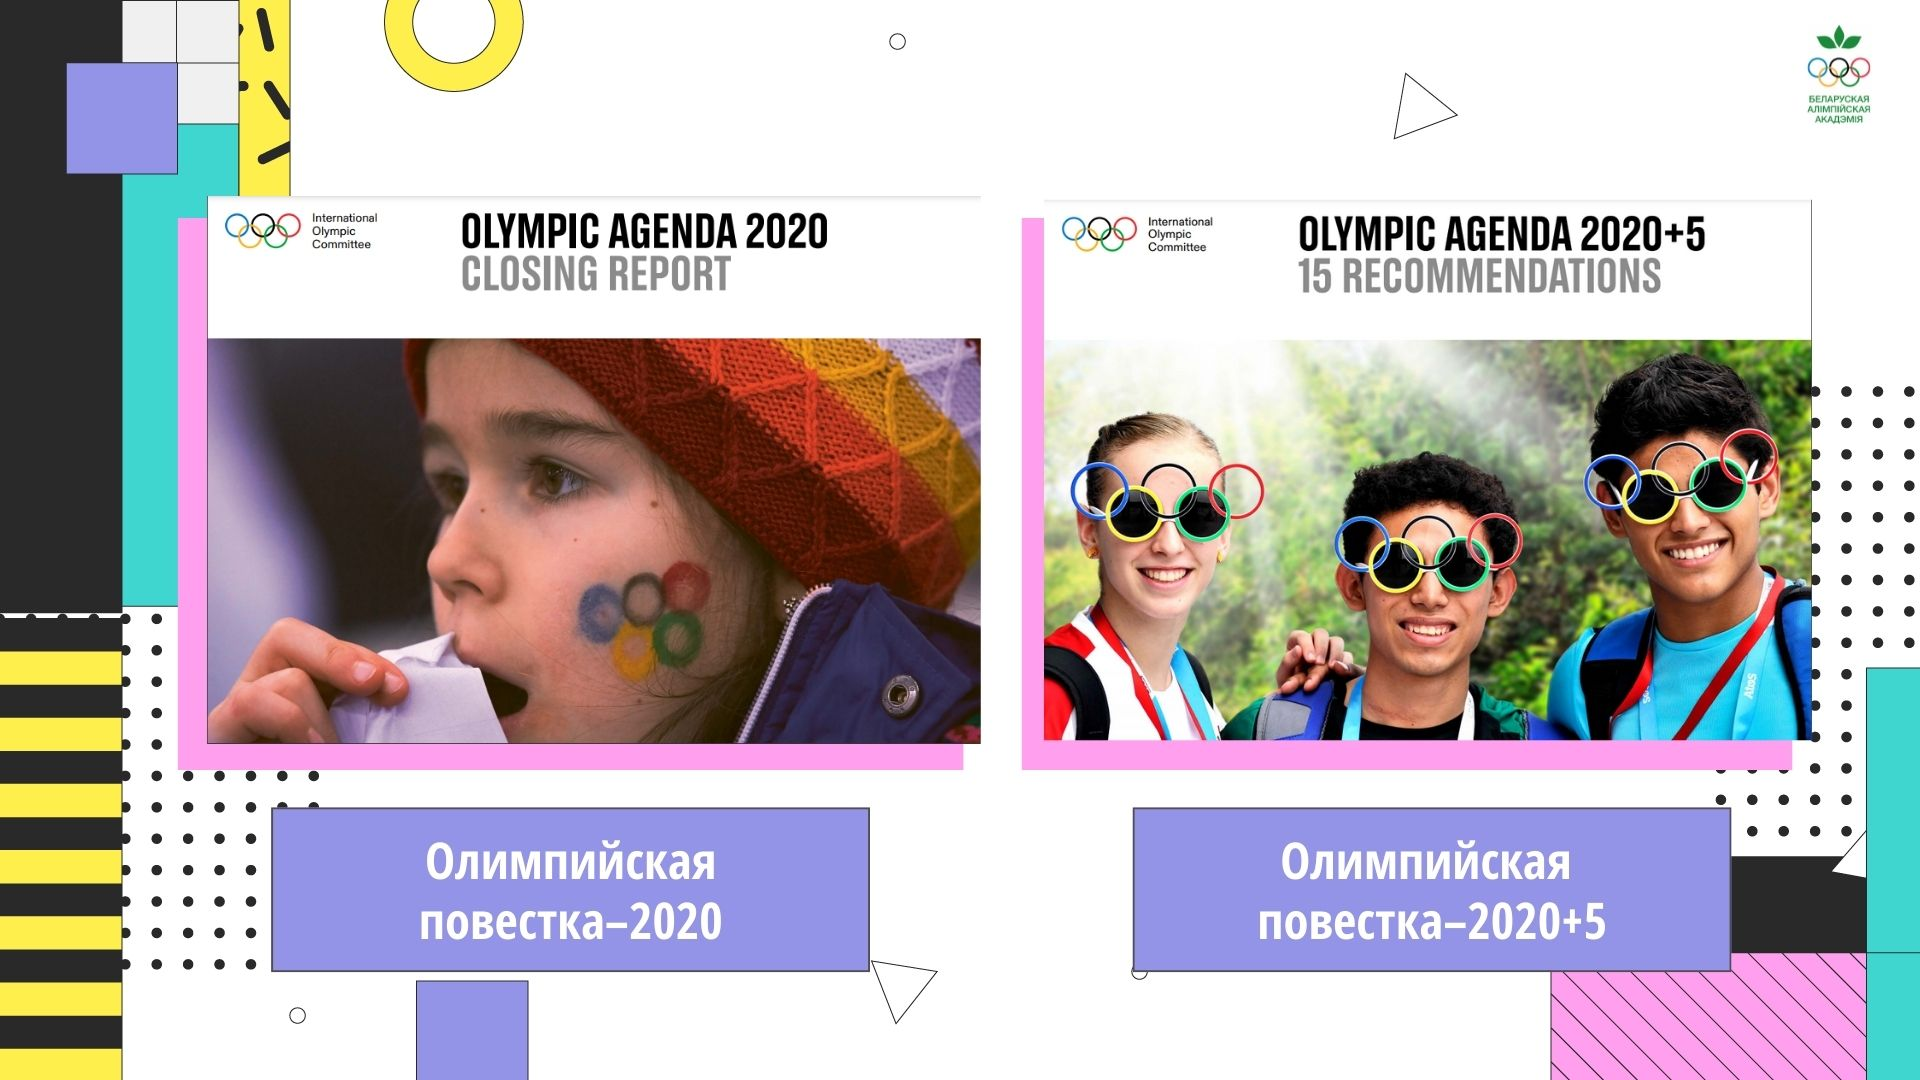 БЕЛАРУСКАЯ
АЛІМПІЙСКАЯ
АКАДЭМІЯ
International
Olympic
Committee
OLYMPIC AGENDA 2020
CLOSING REPORT
International
Olympic
Committee
OLYMPIC AGENDA 2020+5
15 RECOMMENDATIONS
Олимпийская
повестка–2020
Олимпийская
повестка–2020+5